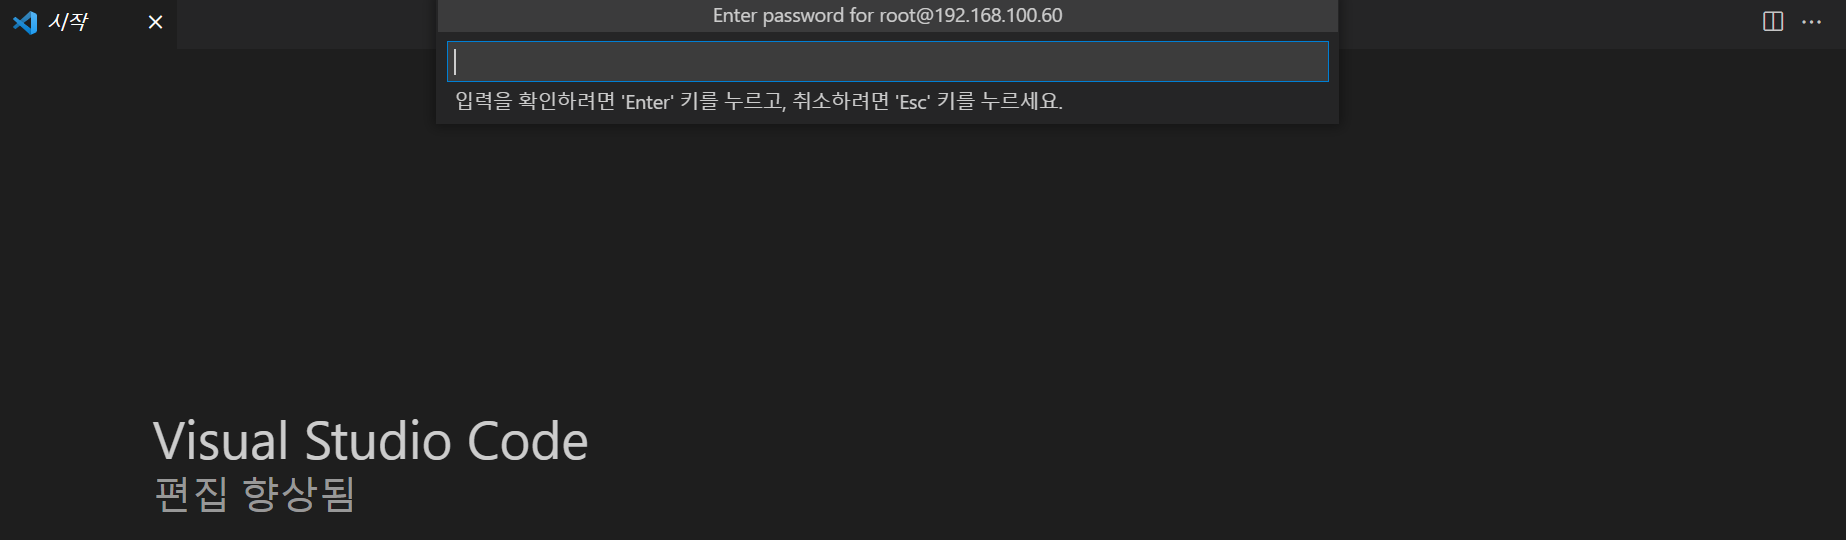 시작
Enter password for root@192.168.100.60
입력을 확인하려면 'Enter' 키를 누르고, 취소하려면 'Esc' 키를 누르세요.
Visual Studio Code
편집 향상됨